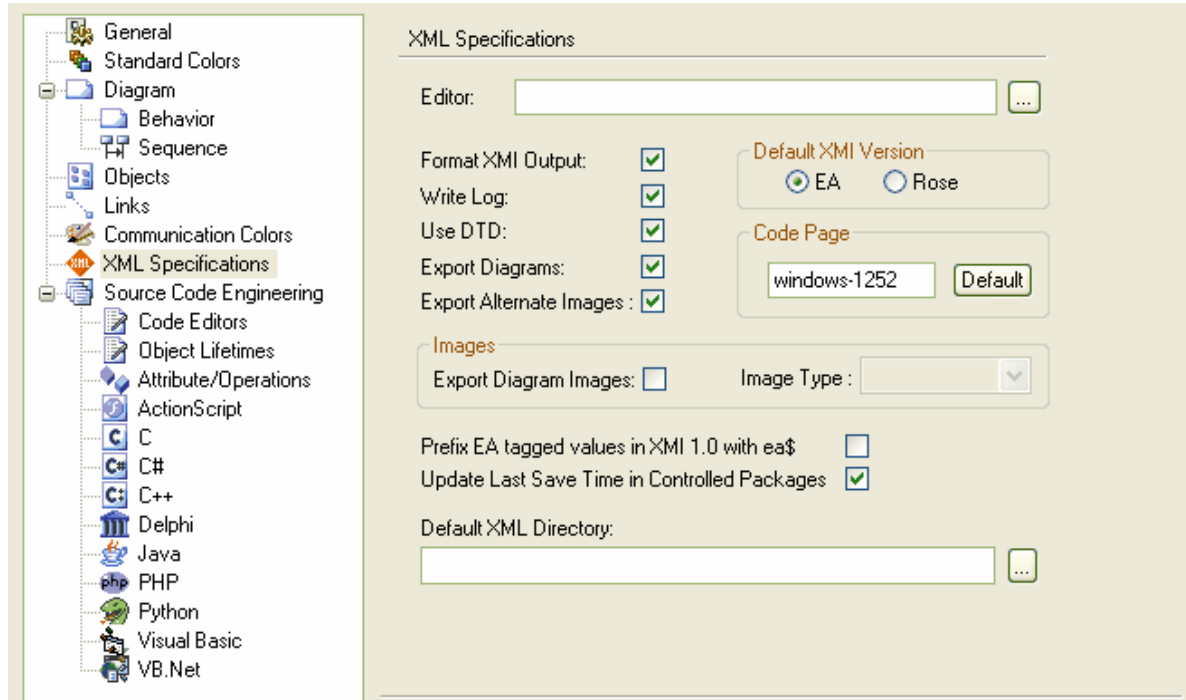 General
Standard Colors
Diagram
Behavior
Sequence
Objects
Links
Communication Colors
XML Specifications
Source Code Engineering
Code Editors
Object Lifetimes
Attribute/Operations
ActionScript
C
C#
C++
Delphi
Java
php PHP
Python
Visual Basic
VB.Net
XML Specifications
Editor: ...
Format XMI Output:
Write Log:
Use DTD:
Export Diagrams:
Export Alternate Images :
Default XMI Version
EA Rose
Code Page
windows-1252 Default
Images
Export Diagram Images: Image Type :
Prefix EA tagged values in XMI 1.0 with ea$
Update Last Save Time in Controlled Packages
Default XML Directory:
...